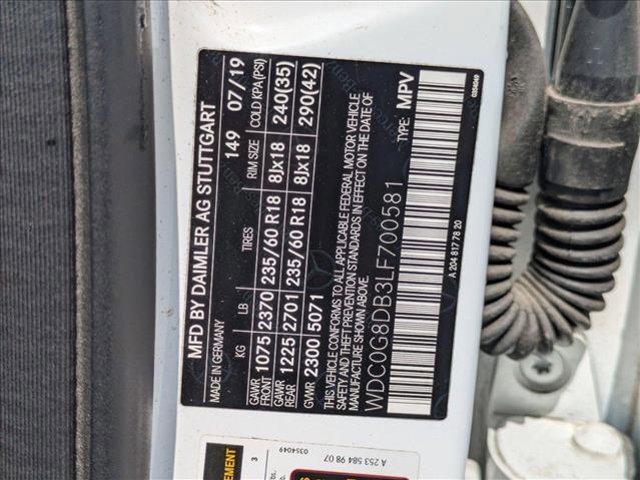 MFD BY DAIMLER AG STUTTGART
MADE IN GERMANY 149 07/19
KG LB TIRES RIM SIZE COLD KPA(PSI)
GAWR FRONT 1075 2370 235/60 R18 8Jx18 240(35)
GAWR REAR 1225 2701 235/60 R18 8Jx18 290(42)
GVWR 2300 5071
THIS VEHICLE CONFORMS TO ALL APPLICABLE FEDERAL MOTOR VEHICLE
SAFETY AND THEFT PREVENTION STANDARDS IN EFFECT ON THE DATE OF
MANUFACTURE SHOWN ABOVE.
WDC0G8DB3LF700581 TYPE: MPV
A 204 817 78 20
0354049
A 253 584 98 07
3